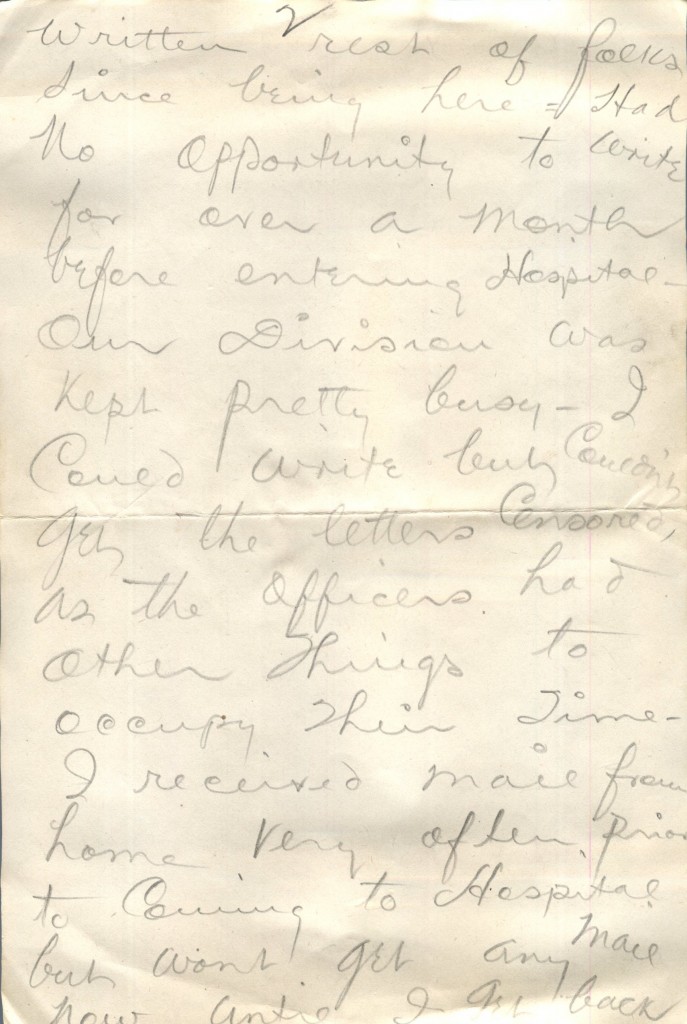 2
Written rest of folks
Since being here = Had
No Opportunity to Write
for over a Month
before entering Hospital -
Our Division was
Kept pretty busy - I
Could Write but Couldn't
get the letters Censored,
as the Officers had
Other Things to
occupy Their Time -
I received mail from
home Very often, prior
to Coming to Hospital
but wont get any Mail
now until I get back